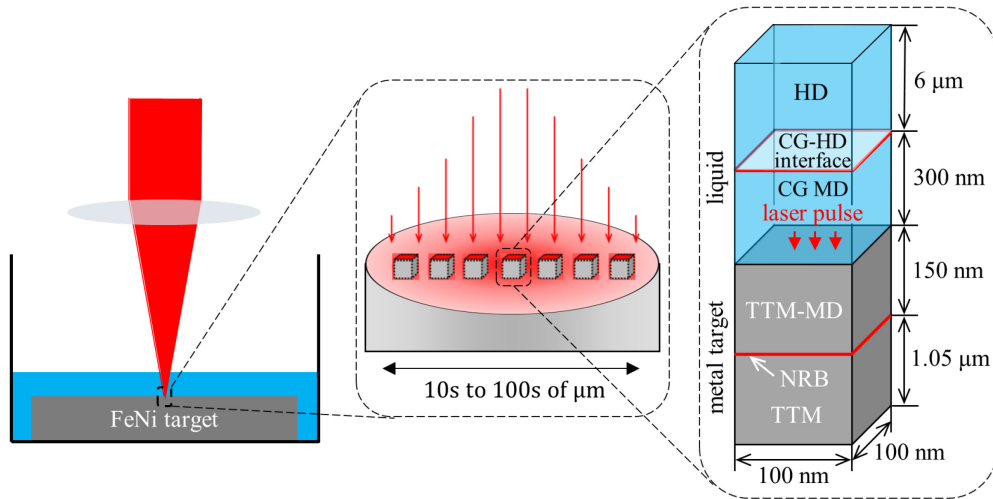 FeNi target
10s to 100s of μm
liquid
metal target
HD
CG-HD
interface
CG MD
laser pulse
TTM-MD
NRB
TTM
6 μm
300 nm
150 nm
1.05 μm
100 nm
100 nm